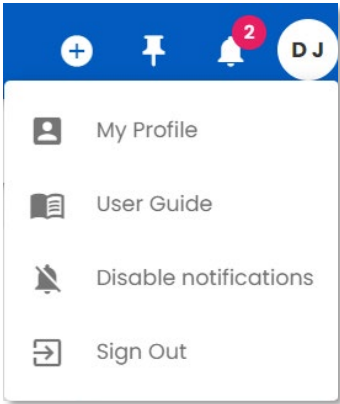 2
D J
My Profile
User Guide
Disable notifications
Sign Out